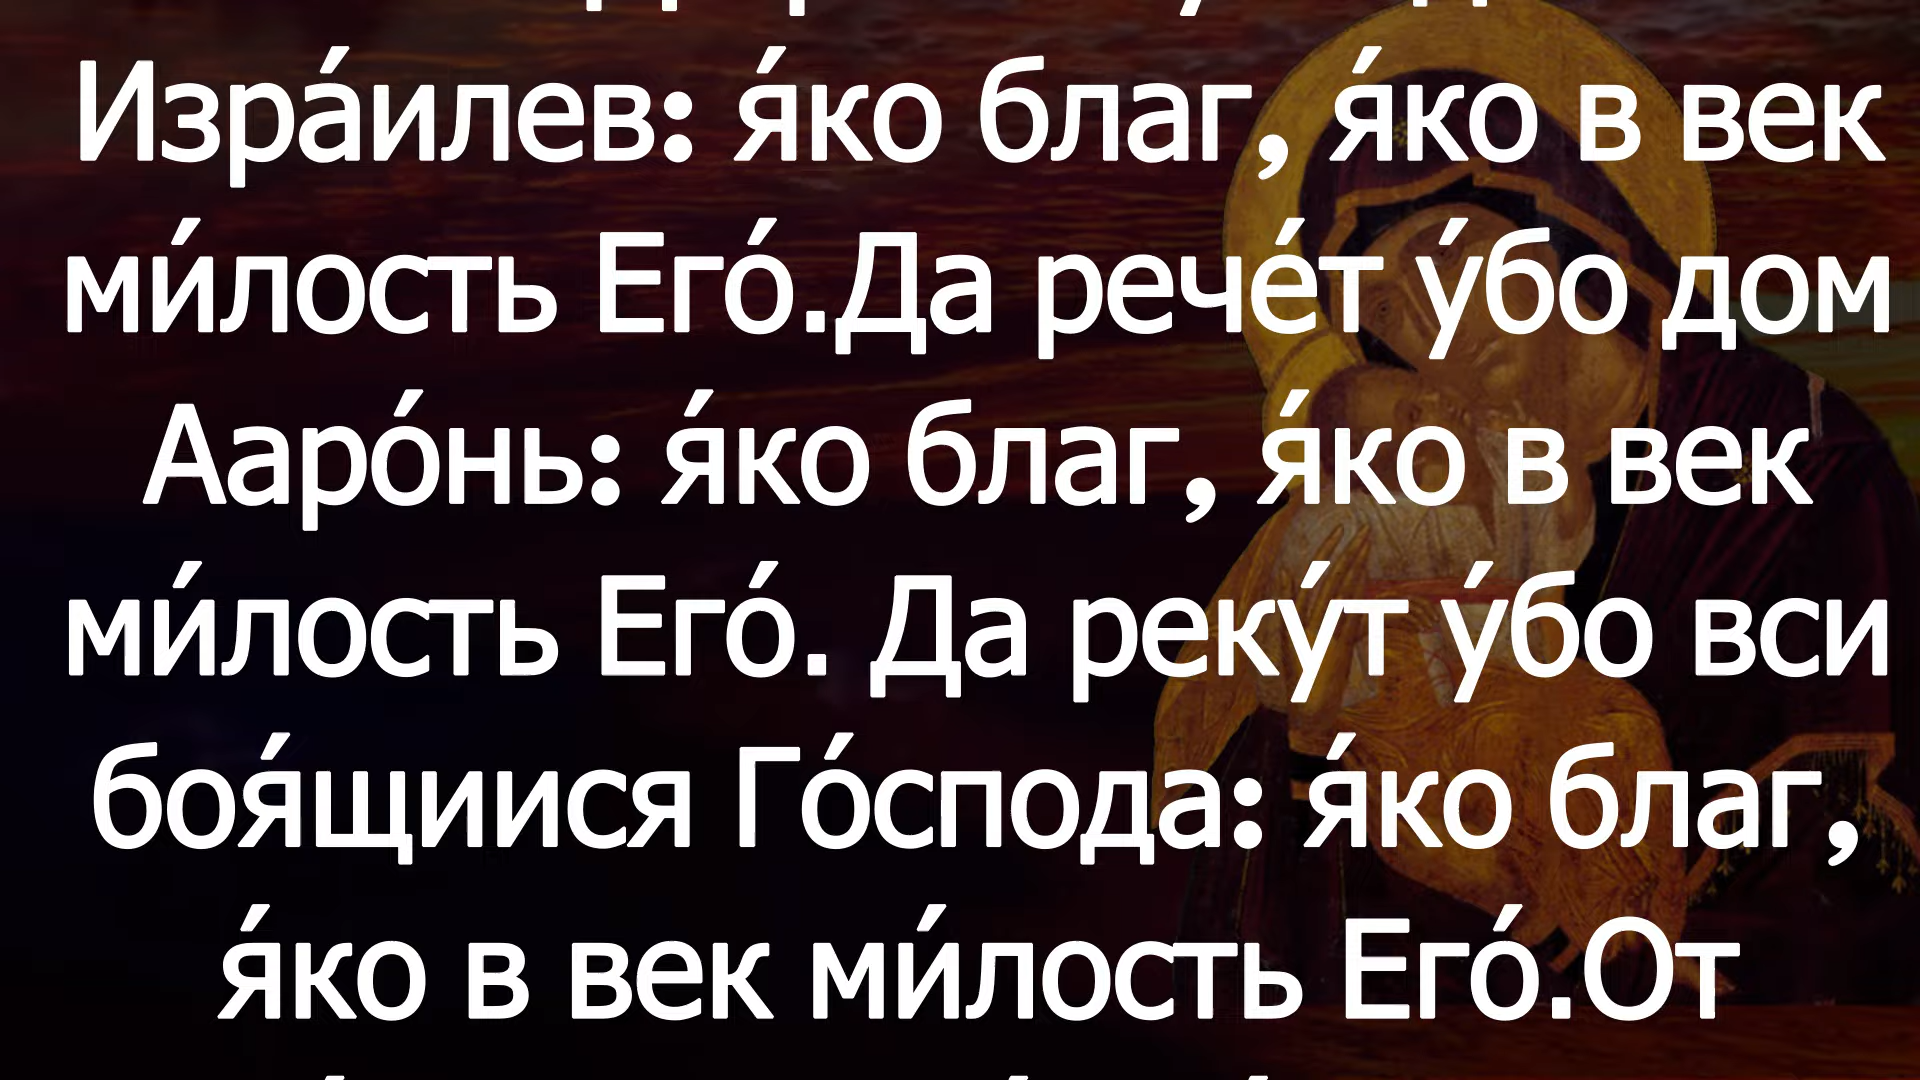 Изра́илев: я́ко благ, я́ко в век
ми́лость Его́.Да рече́т у́бо дом
Ааро́нь: я́ко благ, я́ко в век
ми́лость Его́. Да реку́т у́бо вси
боя́щиися Го́спода: я́ко благ,
я́ко в век ми́лость Его́.От